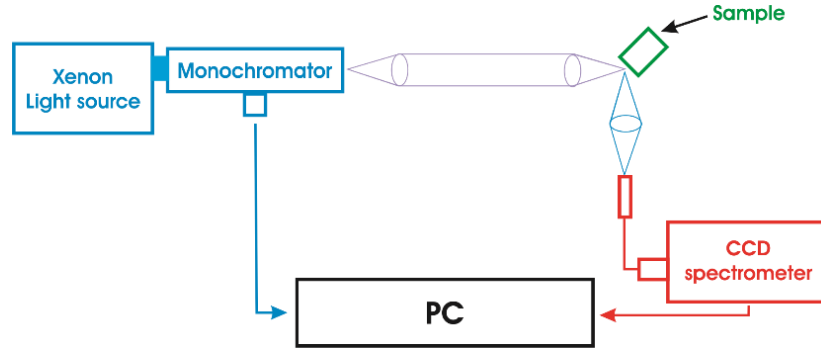 Sample
Xenon
Light source
Monochromator
CCD
spectrometer
PC